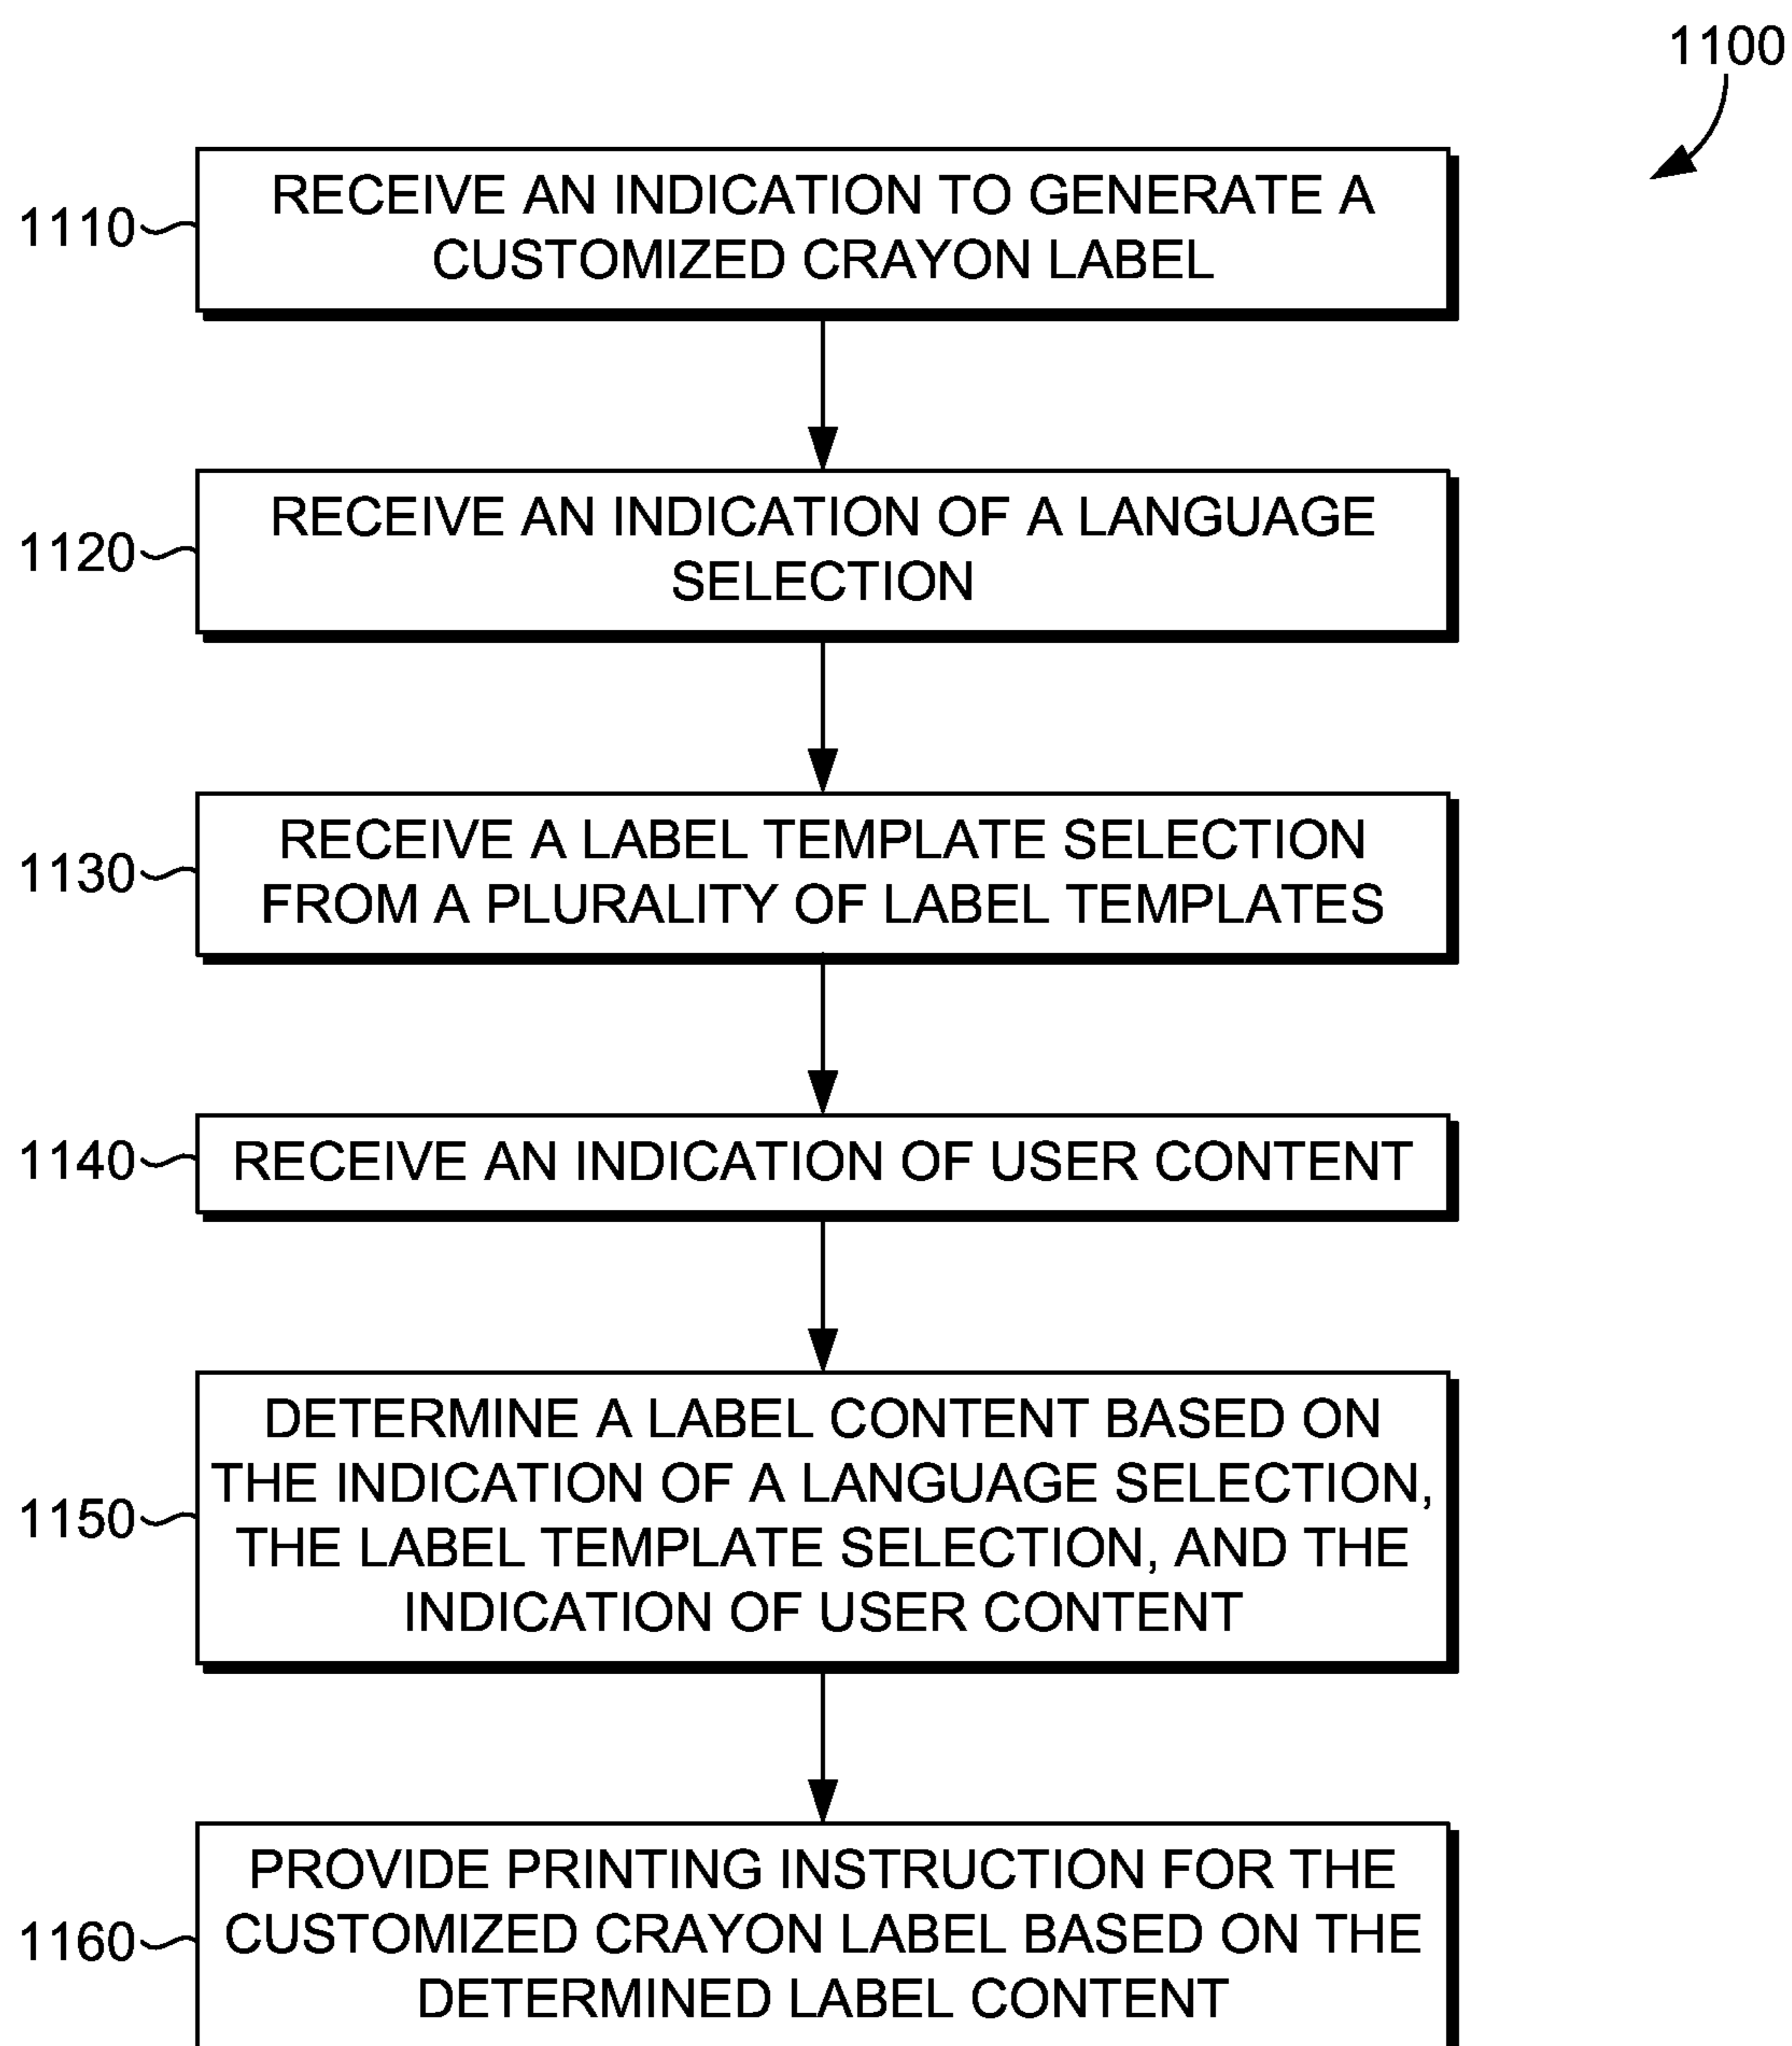 1100
1110
RECEIVE AN INDICATION TO GENERATE A
CUSTOMIZED CRAYON LABEL
1120
RECEIVE AN INDICATION OF A LANGUAGE
SELECTION
1130
RECEIVE A LABEL TEMPLATE SELECTION
FROM A PLURALITY OF LABEL TEMPLATES
1140
RECEIVE AN INDICATION OF USER CONTENT
1150
DETERMINE A LABEL CONTENT BASED ON
THE INDICATION OF A LANGUAGE SELECTION,
THE LABEL TEMPLATE SELECTION, AND THE
INDICATION OF USER CONTENT
1160
PROVIDE PRINTING INSTRUCTION FOR THE
CUSTOMIZED CRAYON LABEL BASED ON THE
DETERMINED LABEL CONTENT